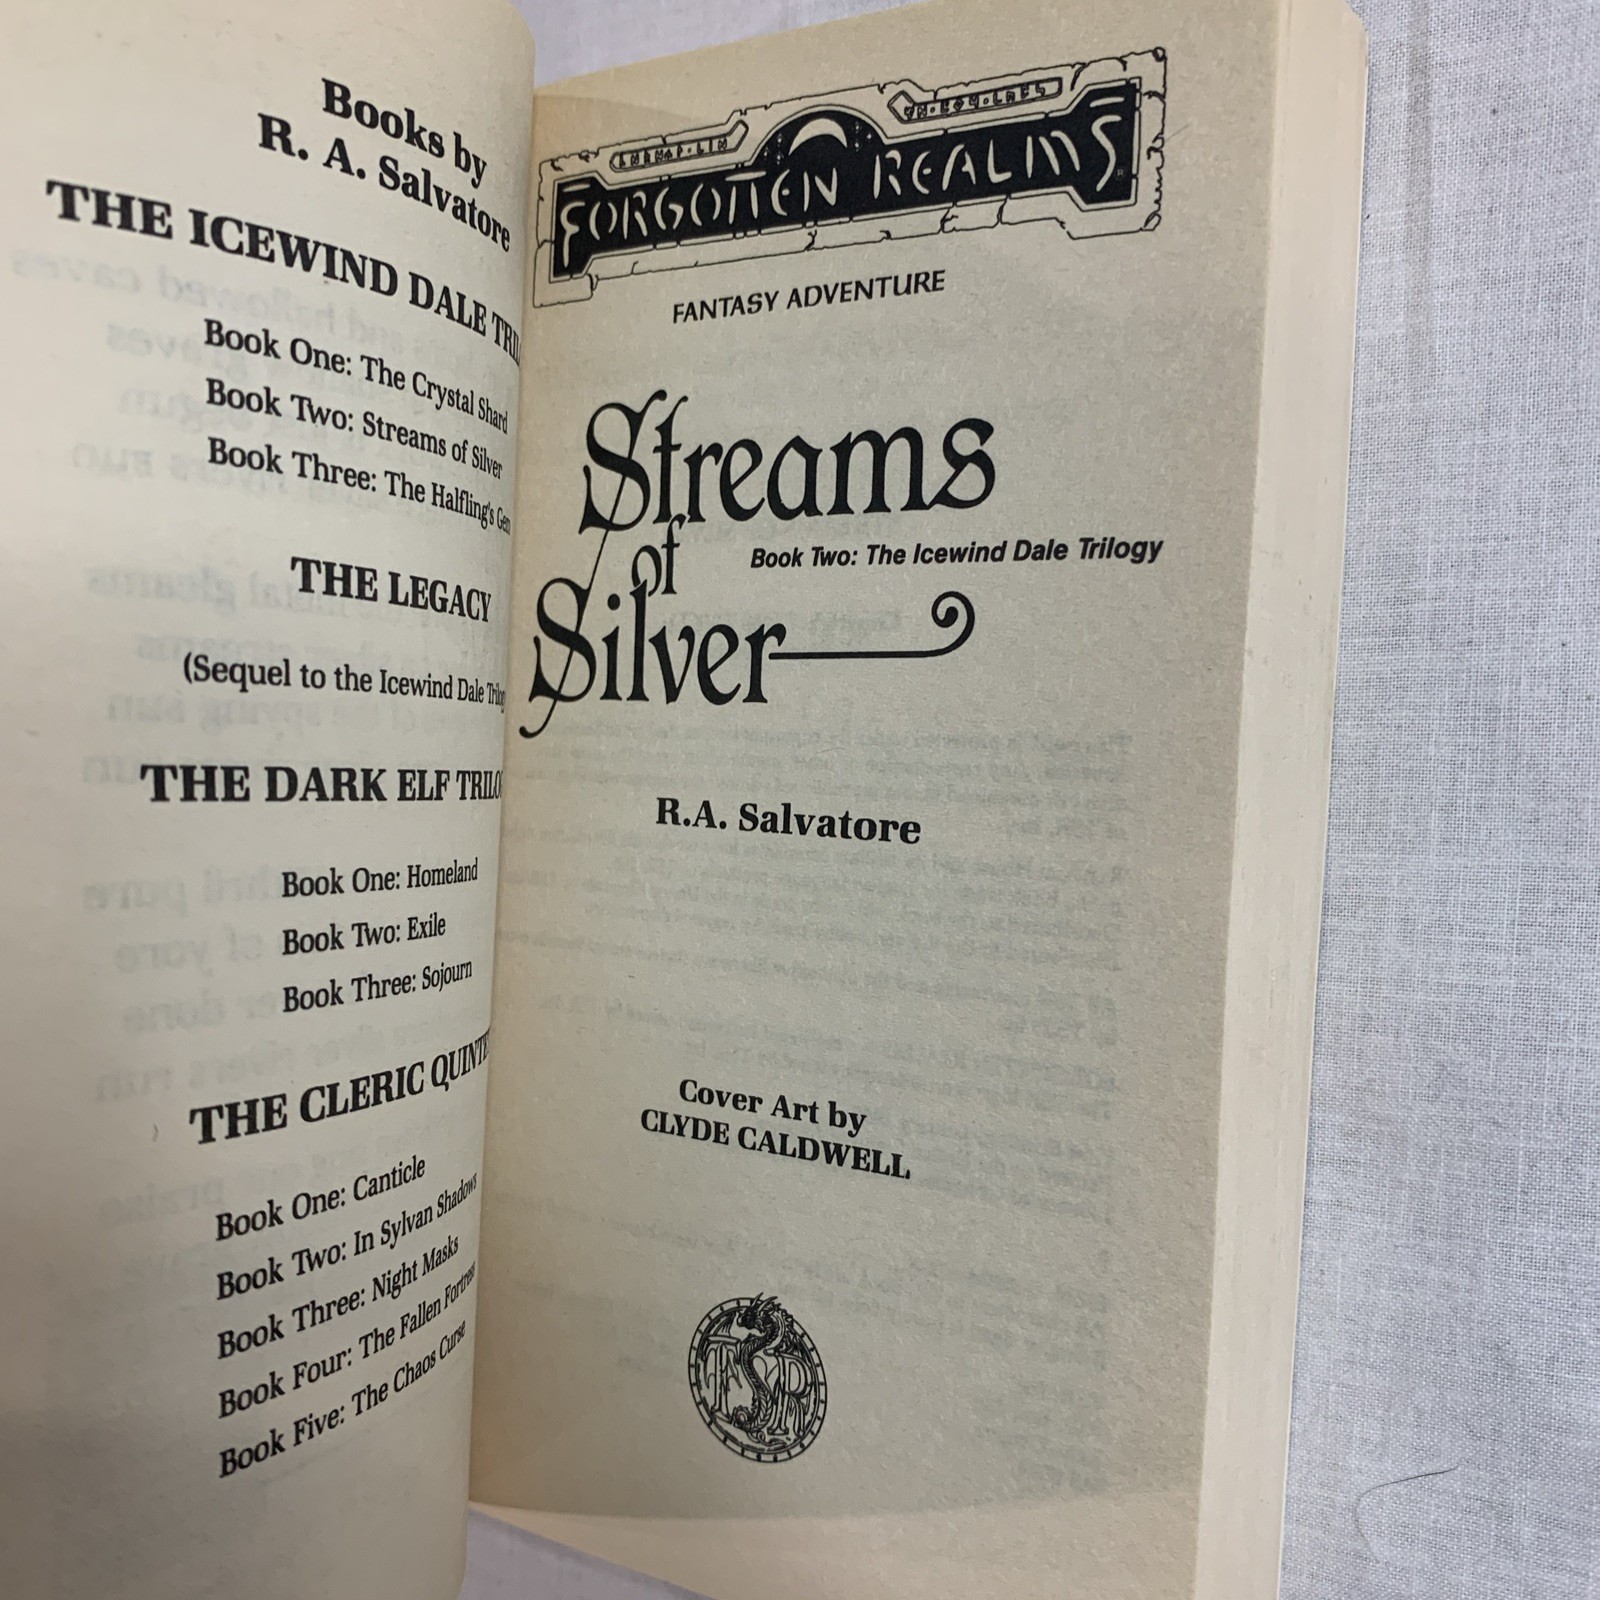 Books by
R. A. Salvatore
THE ICEWIND DALE
Book One: The Crystal Shard
Book Two: Streams of Silver
Book Three: The Halfling's Gem
THE LEGACY
(Sequel to the Icewind Dale
THE DARK ELF
Book One: Homeland
Book Two: Exile
Book Three: Sojourn
THE CLERIC
Book One: Canticle
Book Two: In Sylvan Shadows
Book Three: Night Masks
Book Four: The Fallen Fortress
Book Five: The Chaos Curse
FORGOTTEN REALMS®
FANTASY ADVENTURE
Streams
of
Silver
Book Two: The Icewind Dale Trilogy
R.A. Salvatore
Cover Art by
CLYDE CALDWELL
TSR